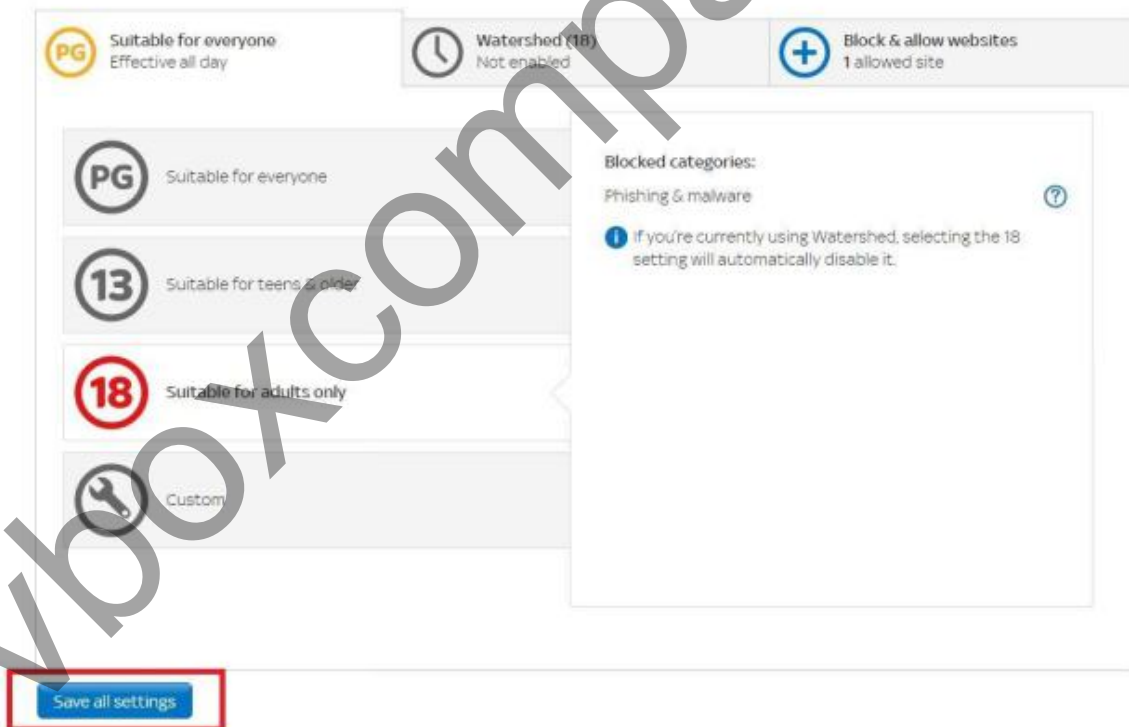 PG
Suitable for everyone
Effective all day
Watershed (18)
Not enabled
Block & allow websites
1 allowed site
PG
Suitable for everyone
13
Suitable for teens & older
18
Suitable for adults only
Custom
Blocked categories:
Phishing & malware
?
i If you're currently using Watershed, selecting the 18
setting will automatically disable it.
Save all settings
vboxcompa